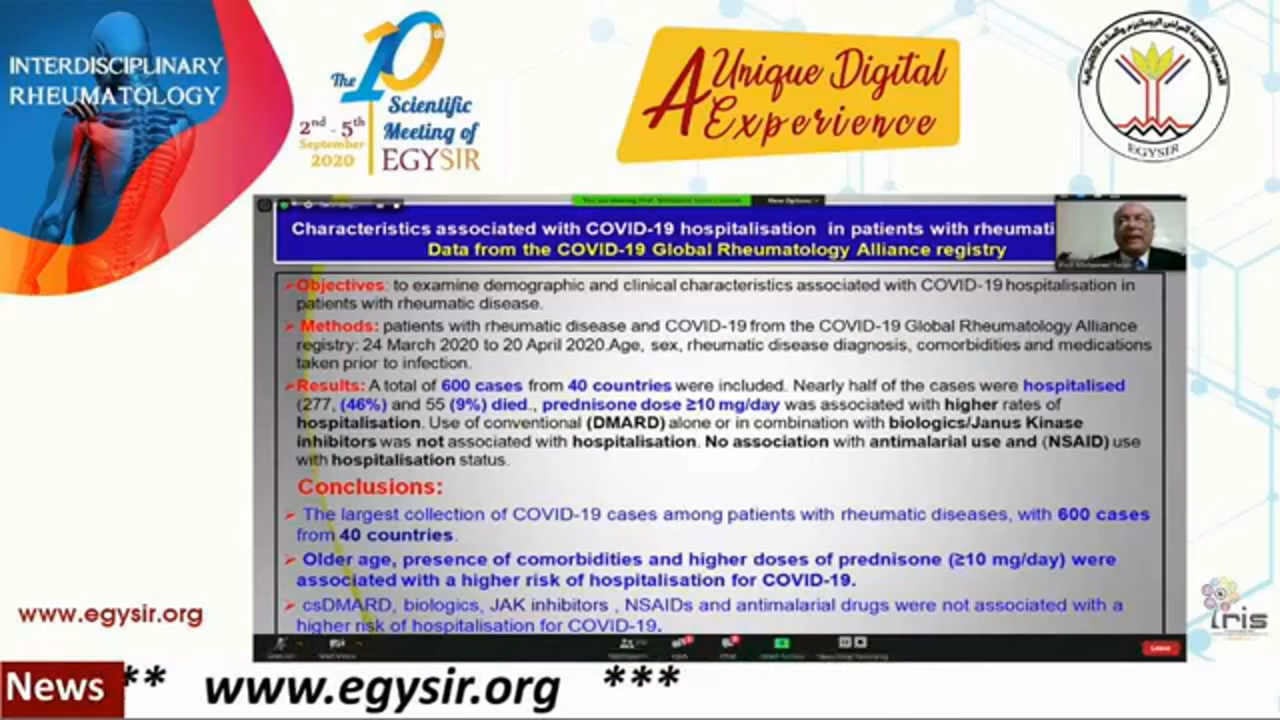 INTERDISCIPLINARY
RHEUMATOLOGY
The 10th
Scientific
Meeting of
EGYSIR
2nd - 5th
September
2020
A Unique Digital
Experience
EGYSIR
Characteristics associated with COVID-19 hospitalisation in patients with rheumati
Data from the COVID-19 Global Rheumatology Alliance registry
➢Objectives: to examine demographic and clinical characteristics associated with COVID-19 hospitalisation in
patients with rheumatic disease.
➢ Methods: patients with rheumatic disease and COVID-19 from the COVID-19 Global Rheumatology Alliance
registry: 24 March 2020 to 20 April 2020.Age, sex, rheumatic disease diagnosis, comorbidities and medications
taken prior to infection.
➢Results: A total of 600 cases from 40 countries were included. Nearly half of the cases were hospitalised
(277, (46%) and 55 (9%) died., prednisone dose ≥10 mg/day was associated with higher rates of
hospitalisation. Use of conventional (DMARD) alone or in combination with biologics/Janus Kinase
inhibitors was not associated with hospitalisation. No association with antimalarial use and (NSAID) use
with hospitalisation status.
Conclusions:
➢ The largest collection of COVID-19 cases among patients with rheumatic diseases, with 600 cases
from 40 countries.
➢ Older age, presence of comorbidities and higher doses of prednisone (≥10 mg/day) were
associated with a higher risk of hospitalisation for COVID-19.
➢ csDMARD, biologics, JAK inhibitors , NSAIDs and antimalarial drugs were not associated with a
higher risk of hospitalisation for COVID-19.
Leave
www.egysir.org
iris
News ** www.egysir.org ***